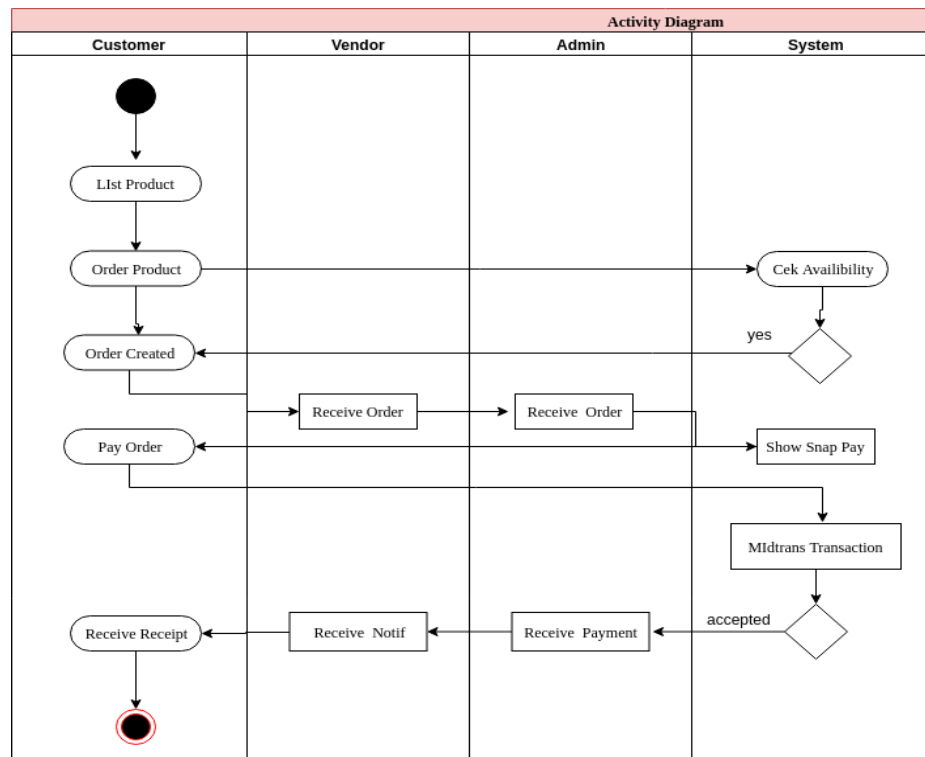 Activity Diagram
Customer
Vendor
Admin
System
LIst Product
Order Product
Cek Availibility
yes
Order Created
Receive Order
Receive Order
Pay Order
Show Snap Pay
MIdtrans Transaction
accepted
Receive Receipt
Receive Notif
Receive Payment